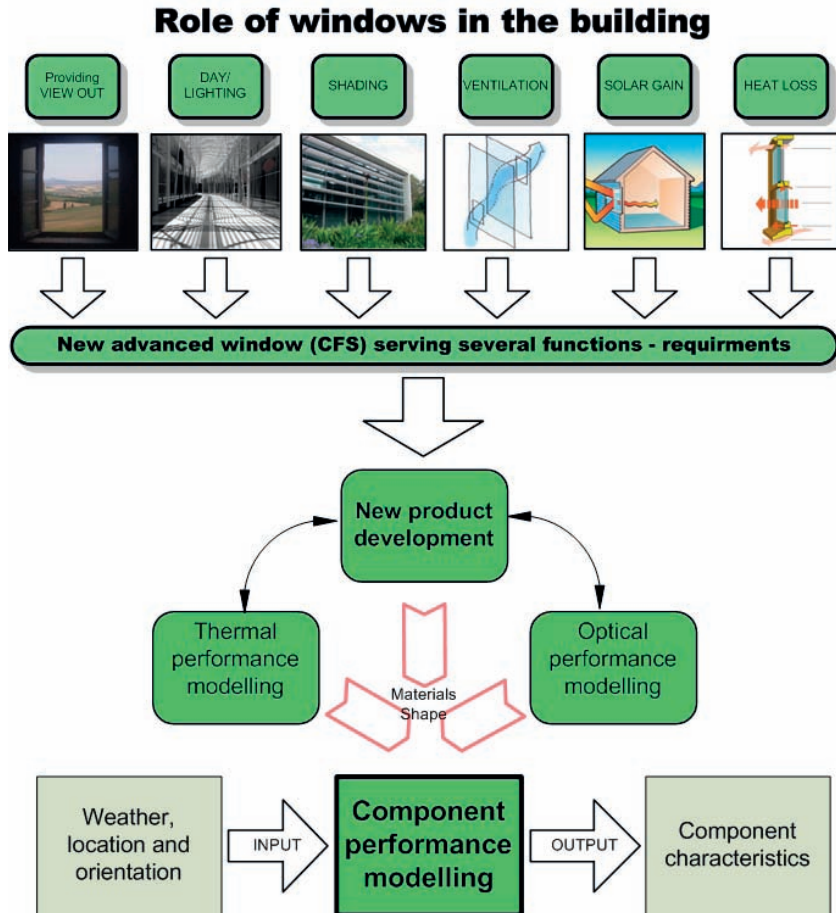 Role of windows in the building
Providing
VIEW OUT
DAY/
LIGHTING
SHADING
VENTILATION
SOLAR GAIN
HEAT LOSS
New advanced window (CFS) serving several functions - requirments
New product
development
Thermal
performance
modelling
Optical
performance
modelling
Materials
Shape
Weather,
location and
orientation
INPUT
Component
performance
modelling
OUTPUT
Component
characteristics